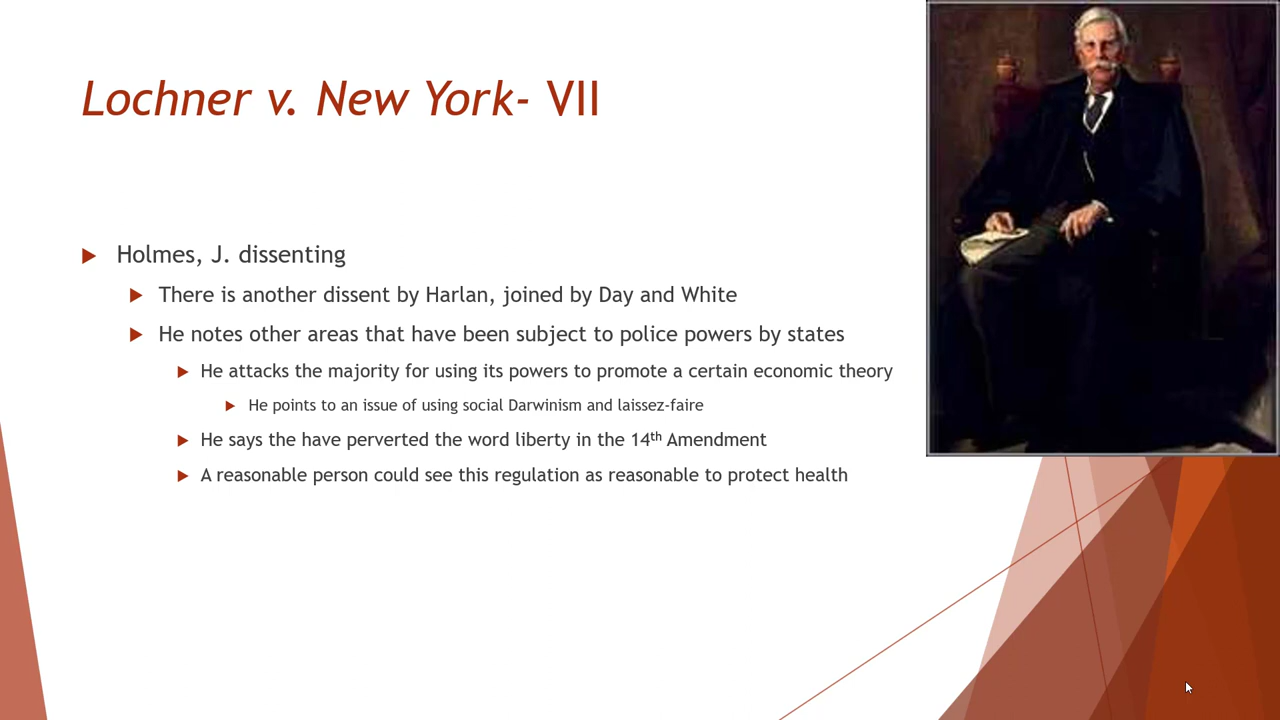 Lochner v. New York- VII
Holmes, J. dissenting
There is another dissent by Harlan, joined by Day and White
He notes other areas that have been subject to police powers by states
He attacks the majority for using its powers to promote a certain economic theory
He points to an issue of using social Darwinism and laissez-faire
He says the have perverted the word liberty in the 14th Amendment
A reasonable person could see this regulation as reasonable to protect health